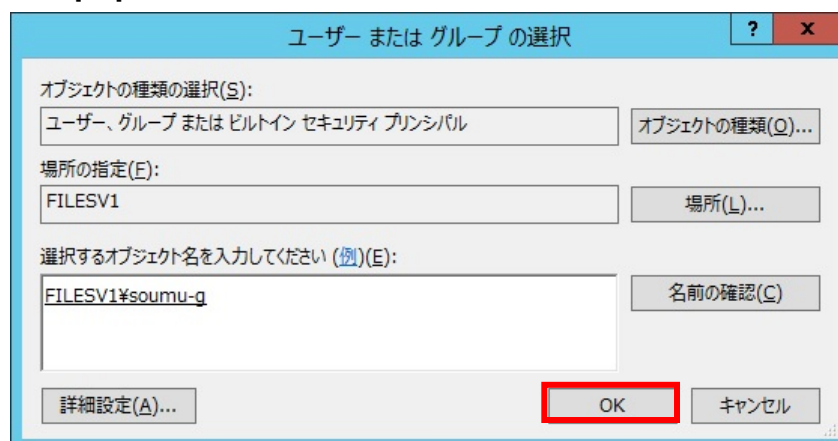 ユーザー または グループ の選択
? x
オブジェクトの種類の選択(S):
ユーザー、グループ または ビルトイン セキュリティ プリンシパル
オブジェクトの種類(O)...
場所の指定(F):
FILESV1
場所(L)...
選択するオブジェクト名を入力してください (例)(E):
FILESV1¥soumu-g
名前の確認(C)
詳細設定(A)...
OK
キャンセル